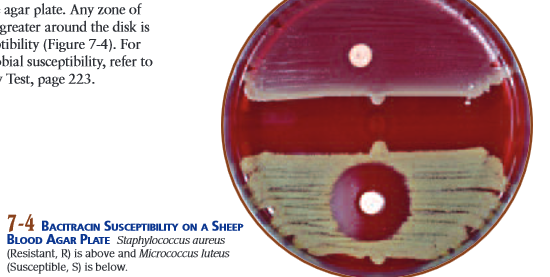 agar plate. Any zone of
greater around the disk is
tibility (Figure 7-4). For
bial susceptibility, refer to
Test, page 223.
7-4 BACITRACIN SUSCEPTIBILITY ON A SHEEP
BLOOD AGAR PLATE Staphylococcus aureus
(Resistant, R) is above and Micrococcus luteus
(Susceptible, S) is below.